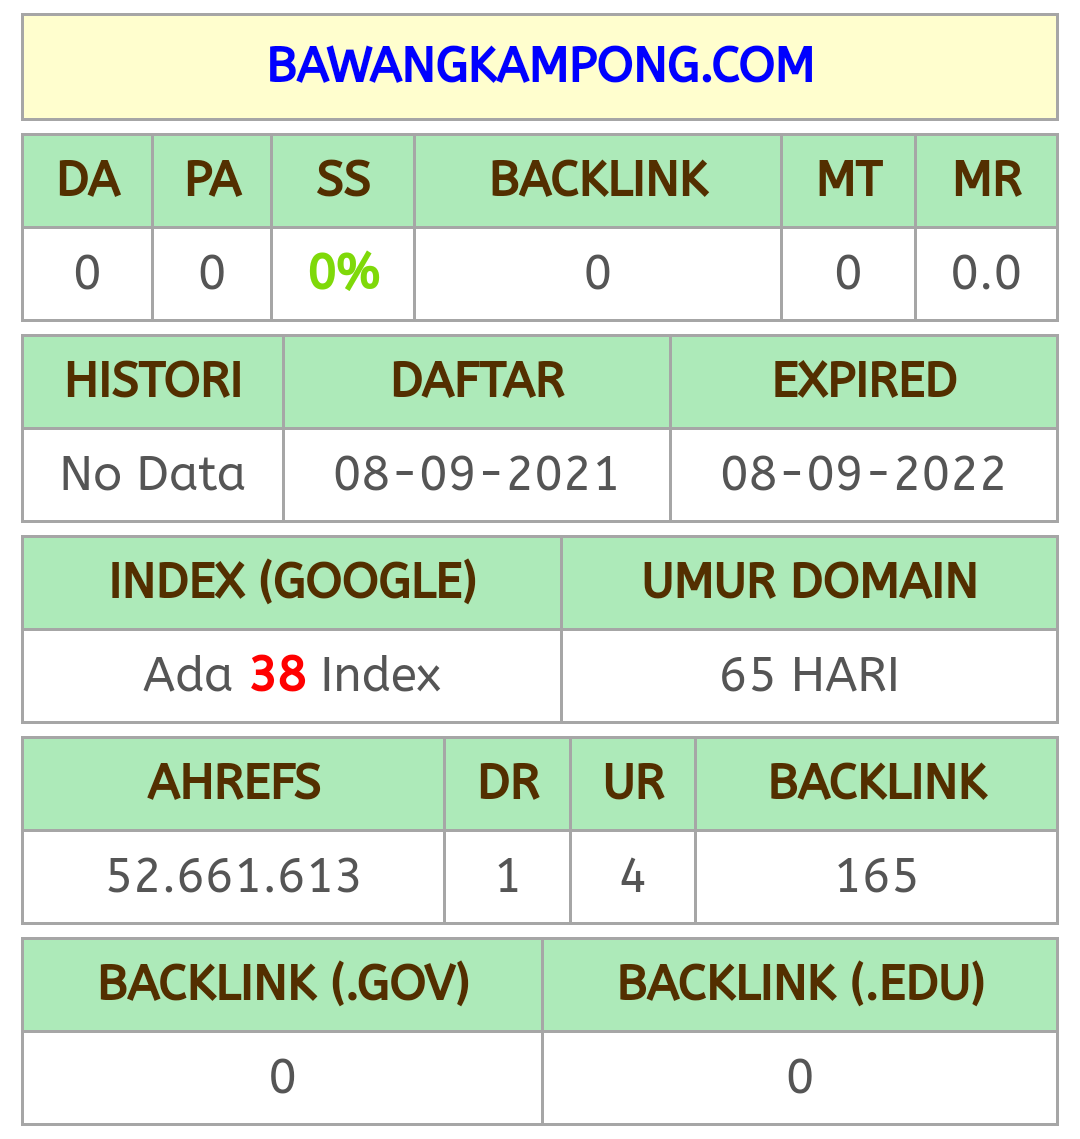 BAWANGKAMPONG.COM
DA PA SS BACKLINK MT MR
0 0 0% 0 0 0.0
HISTORI DAFTAR EXPIRED
No Data 08-09-2021 08-09-2022
INDEX (GOOGLE) UMUR DOMAIN
Ada 38 Index 65 HARI
AHREFS DR UR BACKLINK
52.661.613 1 4 165
BACKLINK (.GOV) BACKLINK (.EDU)
0 0